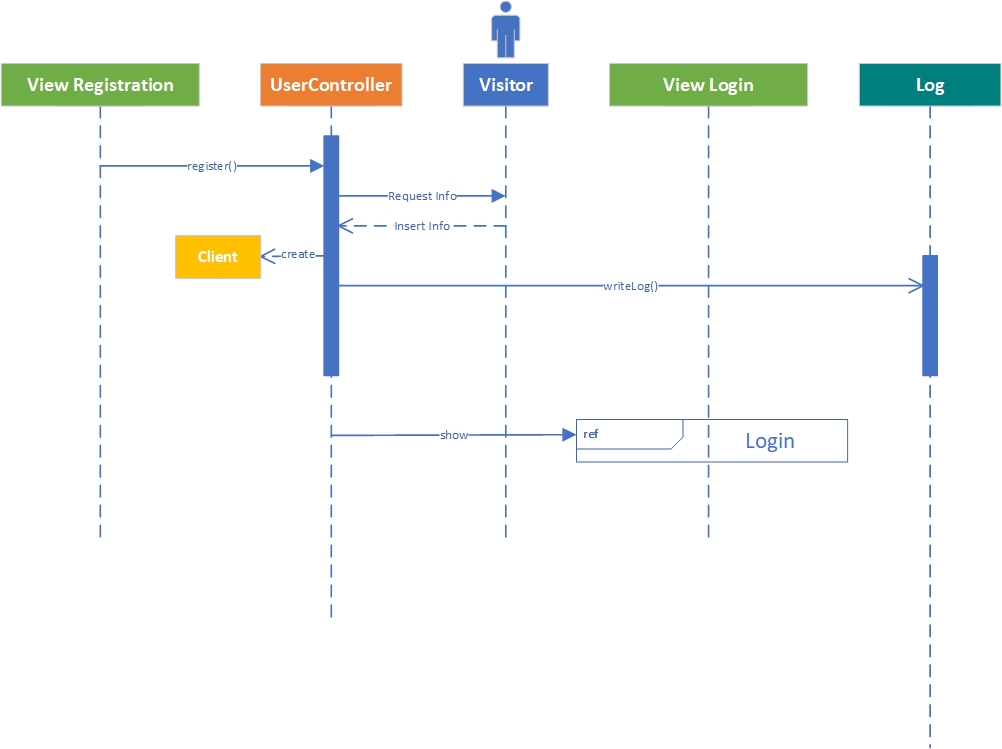 View Registration
UserController
Visitor
View Login
Log
register()
Request Info
Insert Info
Client
create
writeLog()
show
ref
Login